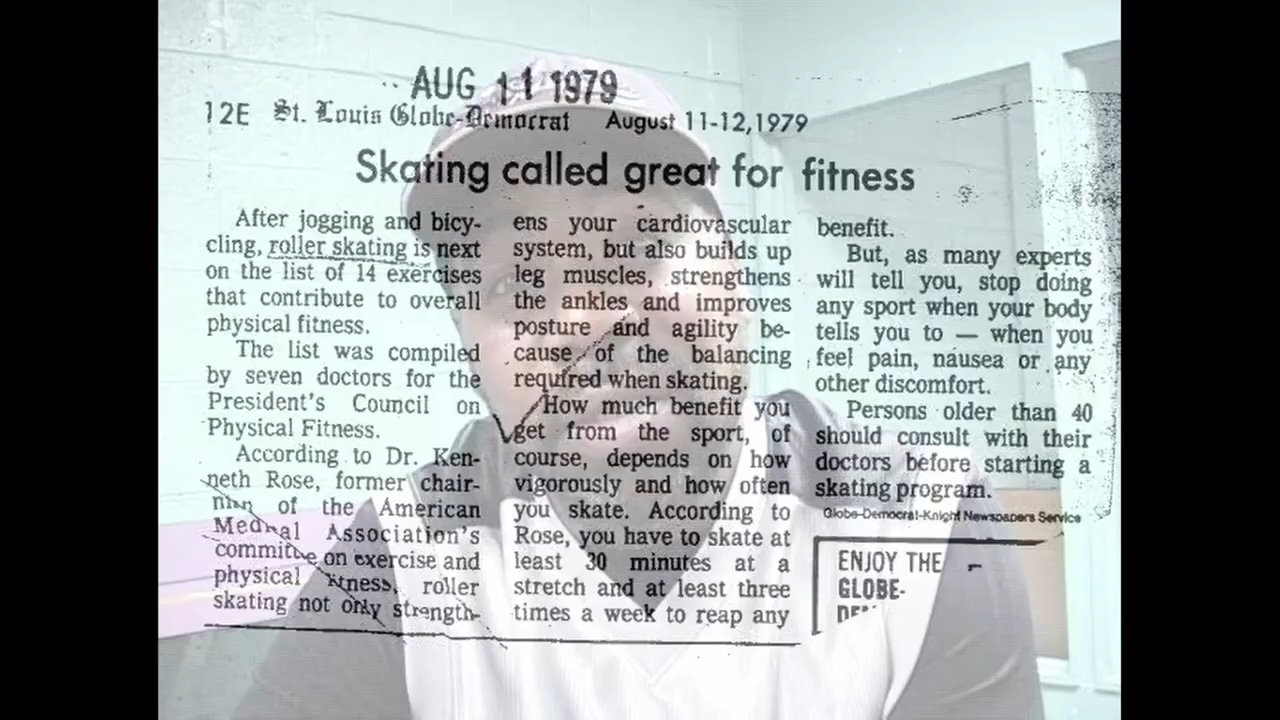 AUG 11 1979
12E St. Louis Globe-Democrat August 11-12, 1979
Skating called great for fitness
After jogging and bicy-
cling, roller skating is next
on the list of 14 exercises
that contribute to overall
physical fitness.
The list was compiled
by seven doctors for the
President's Council on
Physical Fitness.
According to Dr. Ken-
neth Rose, former chair-
man of the American
Medical Association's
committee on exercise and
physical fitness, roller
skating not only strength-
ens your cardiovascular
system, but also builds up
leg muscles, strengthens
the ankles and improves
posture and agility be-
cause of the balancing
required when skating.
How much benefit you
get from the sport, of
course, depends on how
vigorously and how often
you skate. According to
Rose, you have to skate at
least 30 minutes at a
stretch and at least three
times a week to reap any
benefit.
But, as many experts
will tell you, stop doing
any sport when your body
tells you to — when you
feel pain, nausea or any
other discomfort.
Persons older than 40
should consult with their
doctors before starting a
skating program.
Globe-Democrat-Knight Newspapers Service
ENJOY THE
GLOBE-